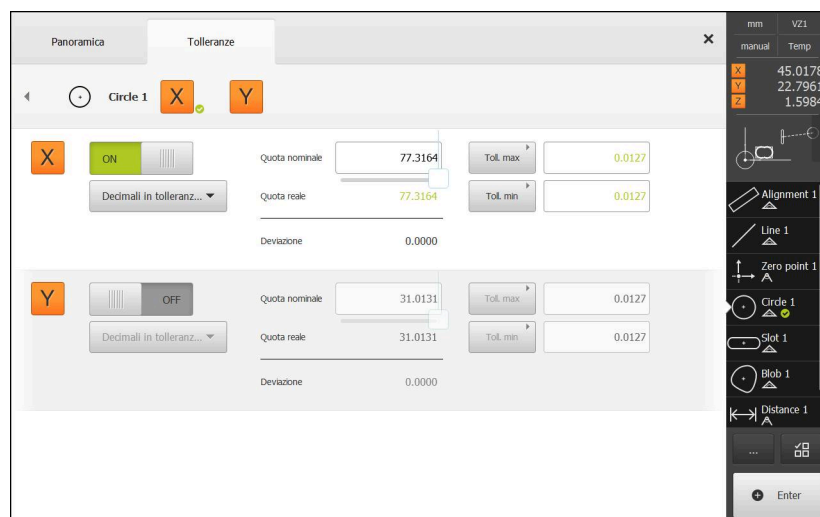 Panoramica
Tolleranze
Circle 1
X
Y
X
ON
Quota nominale
77.3164
Toll. max
0.0127
Decimali in tolleranz...
Quota reale
77.3164
Toll. min
0.0127
Deviazione
0.0000
Y
OFF
Quota nominale
31.0131
Toll. max
0.0127
Decimali in tolleranz...
Quota reale
31.0131
Toll. min
0.0127
Deviazione
0.0000
mm
VZ1
manual
Temp
X 45.0178
Y 22.7961
Z 1.5984
Alignment 1
Line 1
Zero point 1
Circle 1
Slot 1
Blob 1
Distance 1
...
Enter